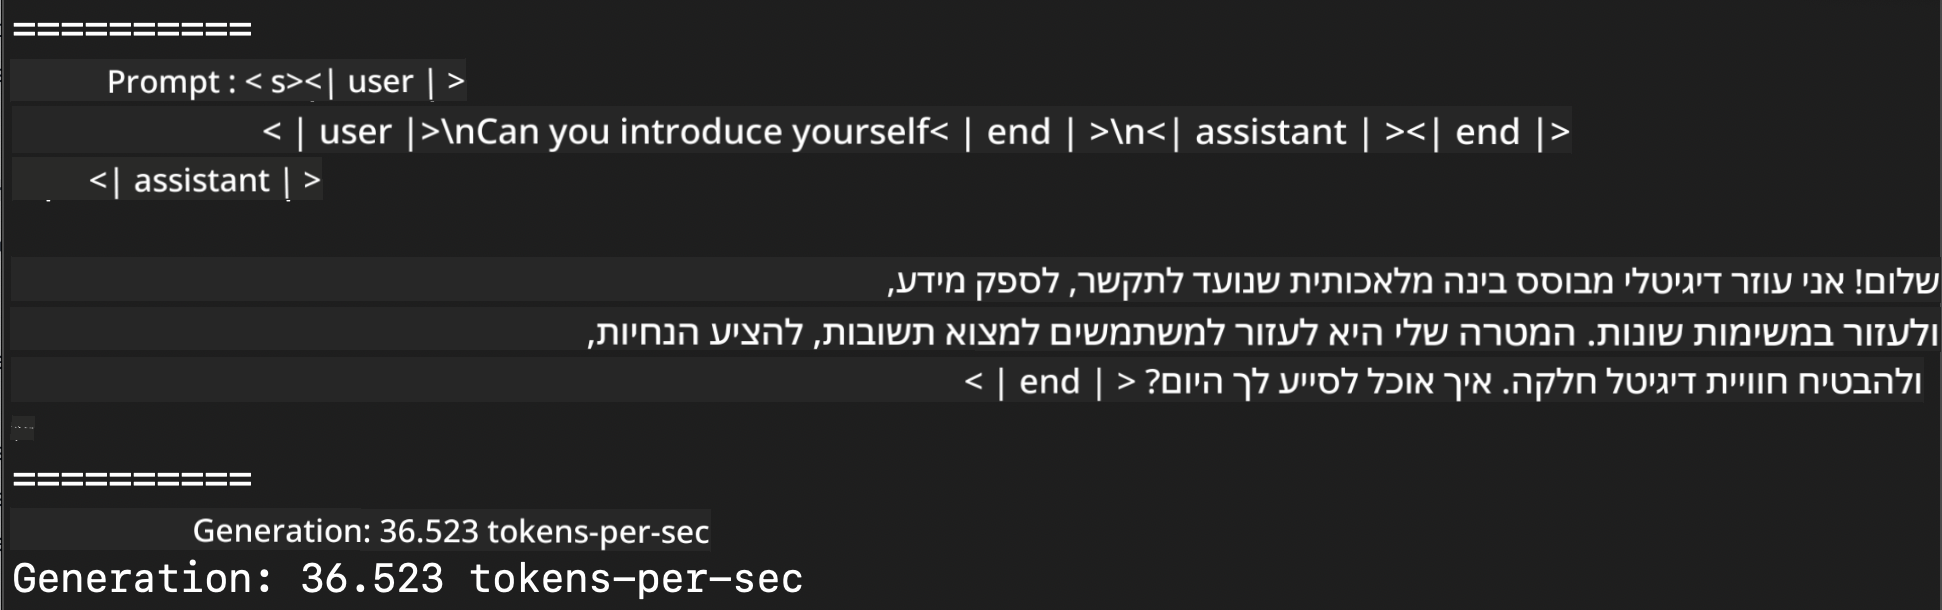 ==========
Prompt : < s><| user | >
< | user |>\nCan you introduce yourself< | end | >\n<| assistant | ><| end |>
<| assistant | >
שלום! אני עוזר דיגיטלי מבוסס בינה מלאכותית שנועד לתקשר, לספק מידע,
ולעזור במשימות שונות. המטרה שלי היא לעזור למשתמשים למצוא תשובות, להציע הנחיות,
ולהבטיח חוויית דיגיטל חלקה. איך אוכל לסייע לך היום? < | end | >
==========
Generation: 36.523 tokens-per-sec
Generation: 36.523 tokens-per-sec